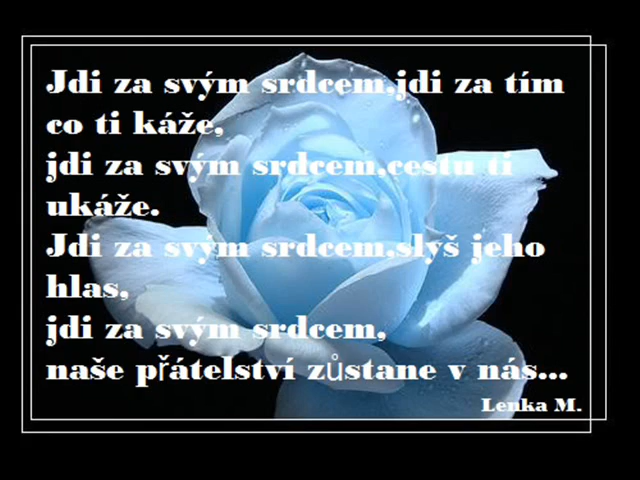 Jdi za svým srdcem,jdi za tím
co ti káže,
jdi za svým srdcem,cestu ti
ukáže.
Jdi za svým srdcem,slyš jeho
hlas,
jdi za svým srdcem,
naše přátelství zůstane v nás...
Lenka M.